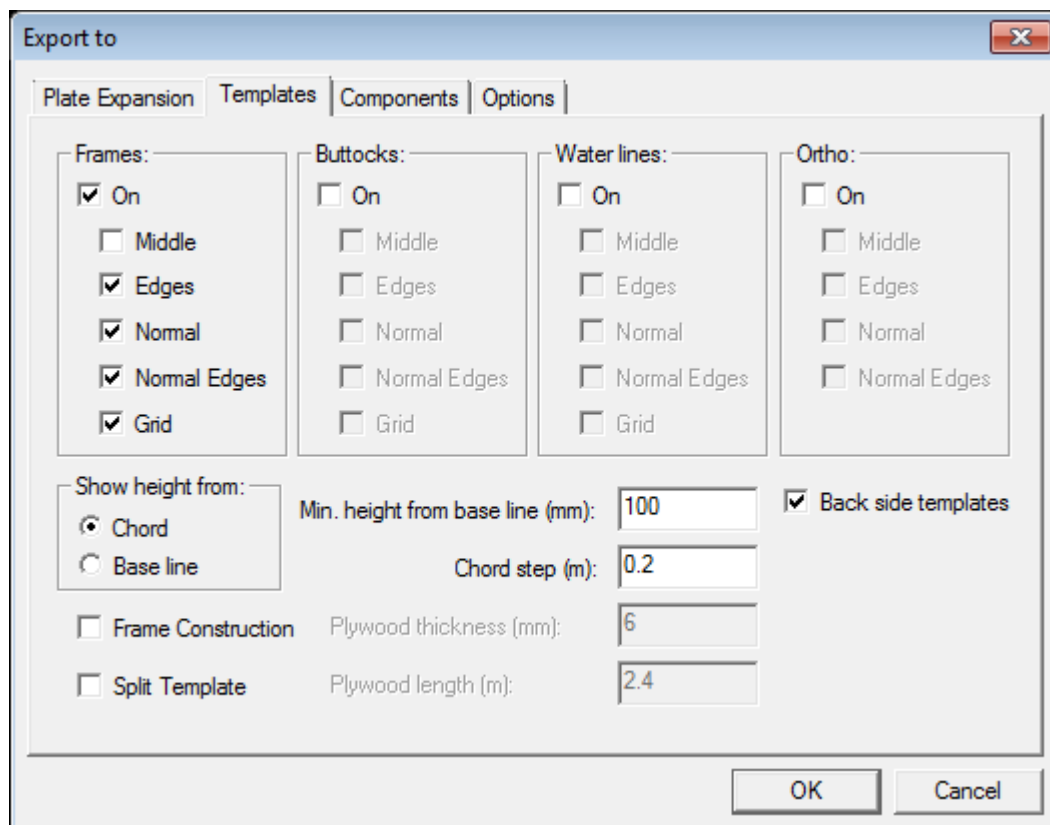 Export to
Plate Expansion Templates Components Options
Frames: Buttocks: Water lines: Ortho:
On On On On
Middle Middle Middle Middle
Edges Edges Edges Edges
Normal Normal Normal Normal
Normal Edges Normal Edges Normal Edges Normal Edges
Grid Grid Grid
Show height from:
Chord
Base line
Min. height from base line (mm): 100
Back side templates
Chord step (m): 0.2
Frame Construction Plywood thickness (mm): 6
Split Template Plywood length (m): 2.4
OK Cancel